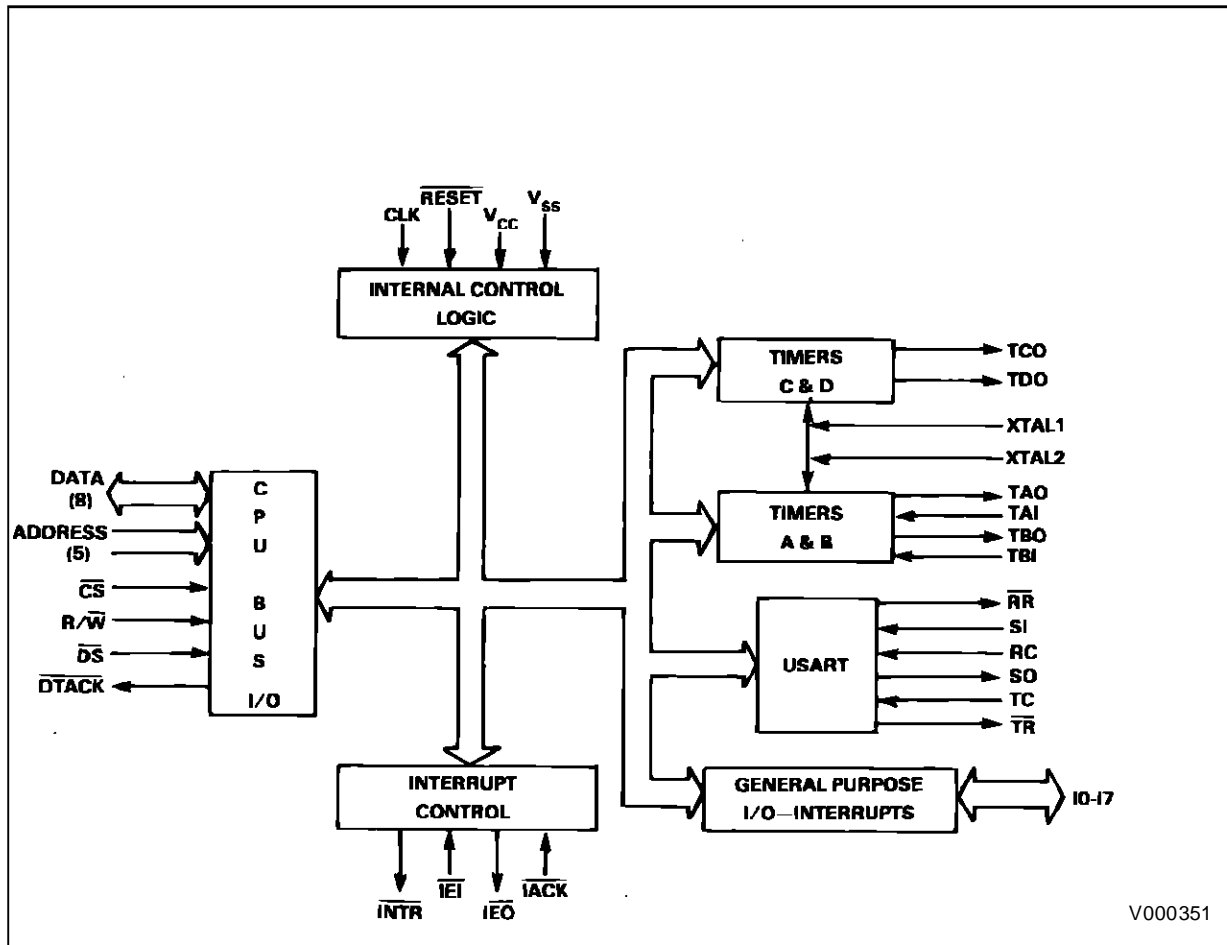 CLK
RESET
VCC
VSS
INTERNAL CONTROL
LOGIC
TIMERS
C & D
TCO
TDO
XTAL1
XTAL2
TIMERS
A & B
TAO
TAI
TBO
TBI
DATA
(8)
ADDRESS
(5)
CS
R/W
DS
DTACK
CPU BUS
I/O
USART
RR
SI
RC
SO
TC
TR
INTERRUPT
CONTROL
GENERAL PURPOSE
I/O—INTERRUPTS
I0-I7
INTR
IEI
IEO
IACK
V000351